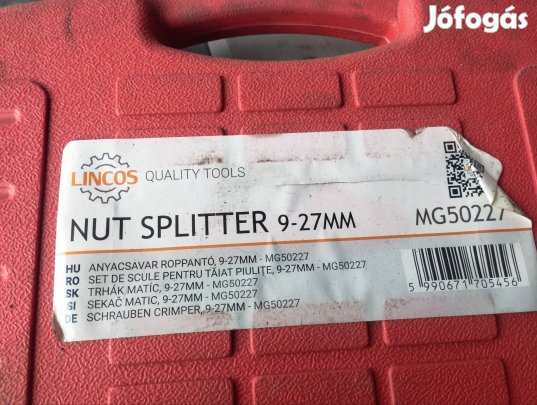 Jófogás
LINCOS QUALITY TOOLS
NUT SPLITTER 9-27MM MG50227
HU ANYACSAVAR ROPPANTÓ, 9-27MM - MG50227
RO SET DE SCULE PENTRU TĂIAT PIULIȚE, 9-27MM - MG50227
SK TRHÁK MATÍC, 9-27MM - MG50227
SI SEKAČ MATIC, 9-27MM - MG50227
DE SCHRAUBEN CRIMPER, 9-27MM - MG50227
5 990671 705456